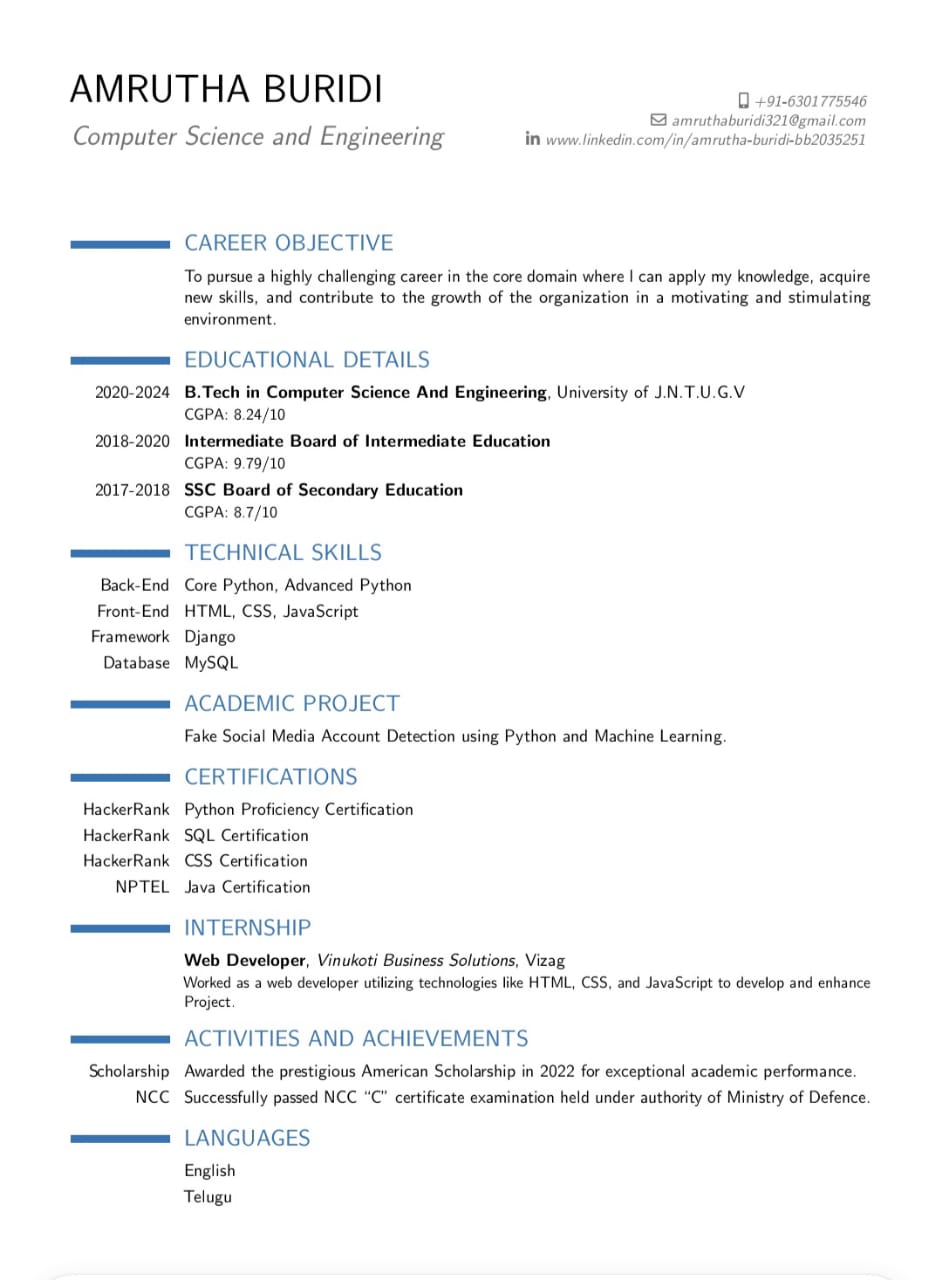 AMRUTHA BURIDI
Computer Science and Engineering
+91-6301775546
amruthaburidi321@gmail.com
in www.linkedin.com/in/amrutha-buridi-bb2035251
CAREER OBJECTIVE
To pursue a highly challenging career in the core domain where I can apply my knowledge, acquire
new skills, and contribute to the growth of the organization in a motivating and stimulating
environment.
EDUCATIONAL DETAILS
2020-2024 B.Tech in Computer Science And Engineering, University of J.N.T.U.G.V
CGPA: 8.24/10
2018-2020 Intermediate Board of Intermediate Education
CGPA: 9.79/10
2017-2018 SSC Board of Secondary Education
CGPA: 8.7/10
TECHNICAL SKILLS
Back-End Core Python, Advanced Python
Front-End HTML, CSS, JavaScript
Framework Django
Database MySQL
ACADEMIC PROJECT
Fake Social Media Account Detection using Python and Machine Learning.
CERTIFICATIONS
HackerRank Python Proficiency Certification
HackerRank SQL Certification
HackerRank CSS Certification
NPTEL Java Certification
INTERNSHIP
Web Developer, Vinukoti Business Solutions, Vizag
Worked as a web developer utilizing technologies like HTML, CSS, and JavaScript to develop and enhance
Project.
ACTIVITIES AND ACHIEVEMENTS
Scholarship Awarded the prestigious American Scholarship in 2022 for exceptional academic performance.
NCC Successfully passed NCC “C” certificate examination held under authority of Ministry of Defence.
LANGUAGES
English
Telugu